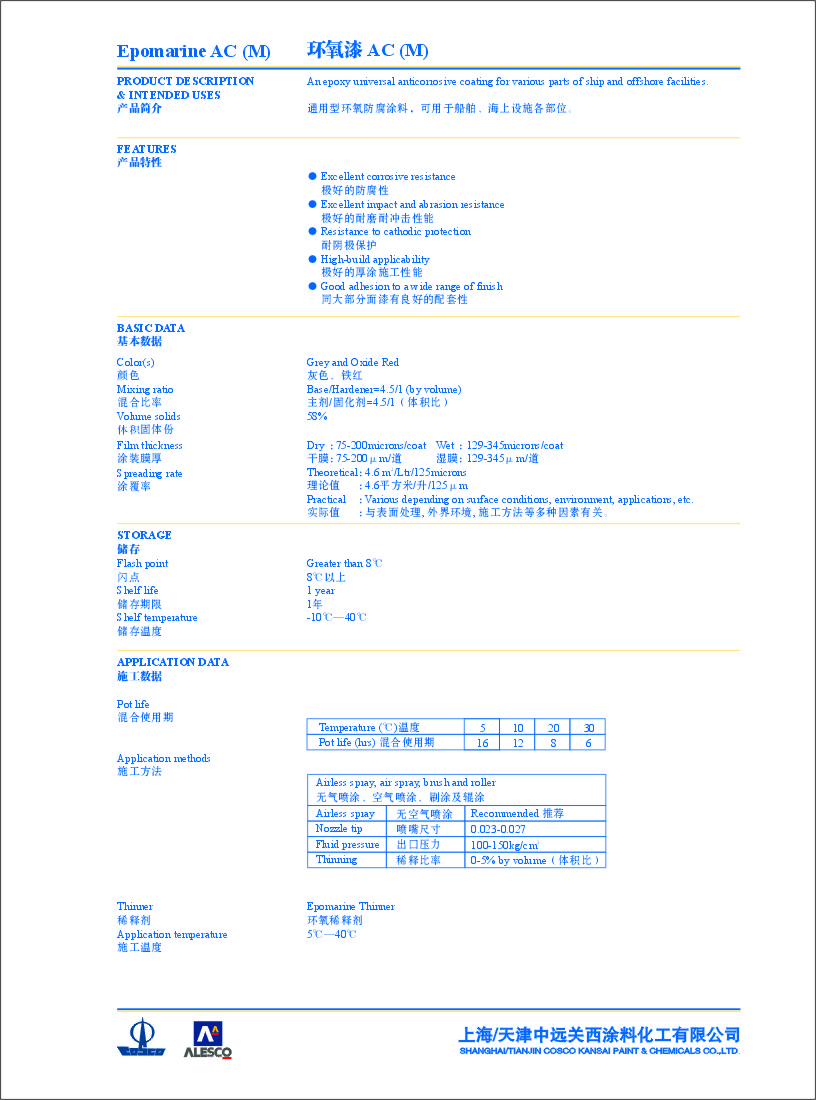 Epomarine AC (M) 环氧漆 AC (M)
PRODUCT DESCRIPTION An epoxy universal anticorrosive coating for various parts of ship and offshore facilities.
& INTENDED USES
产品简介 通用型环氧防腐涂料，可用于船舶、海上设施各部位。
FEATURES
产品特性
● Excellent corrosive resistance
极好的防腐性
● Excellent impact and abrasion resistance
极好的耐磨耐冲击性能
● Resistance to cathodic protection
耐阴极保护
● High-build applicability
极好的厚涂施工性能
● Good adhesion to a wide range of finish
同大部分面漆有良好的配套性
BASIC DATA
基本数据
Color(s) Grey and Oxide Red
颜色 灰色、铁红
Mixing ratio Base/Hardener=4.5/1 (by volume)
混合比率 主剂/固化剂=4.5/1（体积比）
Volume solids 58%
体积固体份
Film thickness Dry : 75-200microns/coat Wet : 129-345microns/coat
涂装膜厚 干膜: 75-200μm/道 湿膜: 129-345μm/道
Spreading rate Theoretical: 4.6 m²/Ltr/125microns
涂覆率 理论值 : 4.6平方米/升/125μm
Practical : Various depending on surface conditions, environment, applications, etc.
实际值 : 与表面处理, 外界环境, 施工方法等多种因素有关。
STORAGE
储存
Flash point Greater than 8℃
闪点 8℃以上
Shelf life 1 year
储存期限 1年
Shelf temperature -10℃—40℃
储存温度
APPLICATION DATA
施工数据
Pot life
混合使用期
Temperature (℃)温度 5 10 20 30
Pot life (hrs) 混合使用期 16 12 8 6
Application methods
施工方法
Airless spray, air spray, brush and roller
无气喷涂、空气喷涂、刷涂及辊涂
Airless spray 无空气喷涂 Recommended 推荐
Nozzle tip 喷嘴尺寸 0.023-0.027
Fluid pressure 出口压力 100-150kg/cm²
Thinning 稀释比率 0-5% by volume（体积比）
Thinner Epomarine Thinner
稀释剂 环氧稀释剂
Application temperature 5℃—40℃
施工温度
COSCO ALESCO
上海/天津中远关西涂料化工有限公司
SHANGHAI/TIANJIN COSCO KANSAI PAINT & CHEMICALS CO.,LTD.